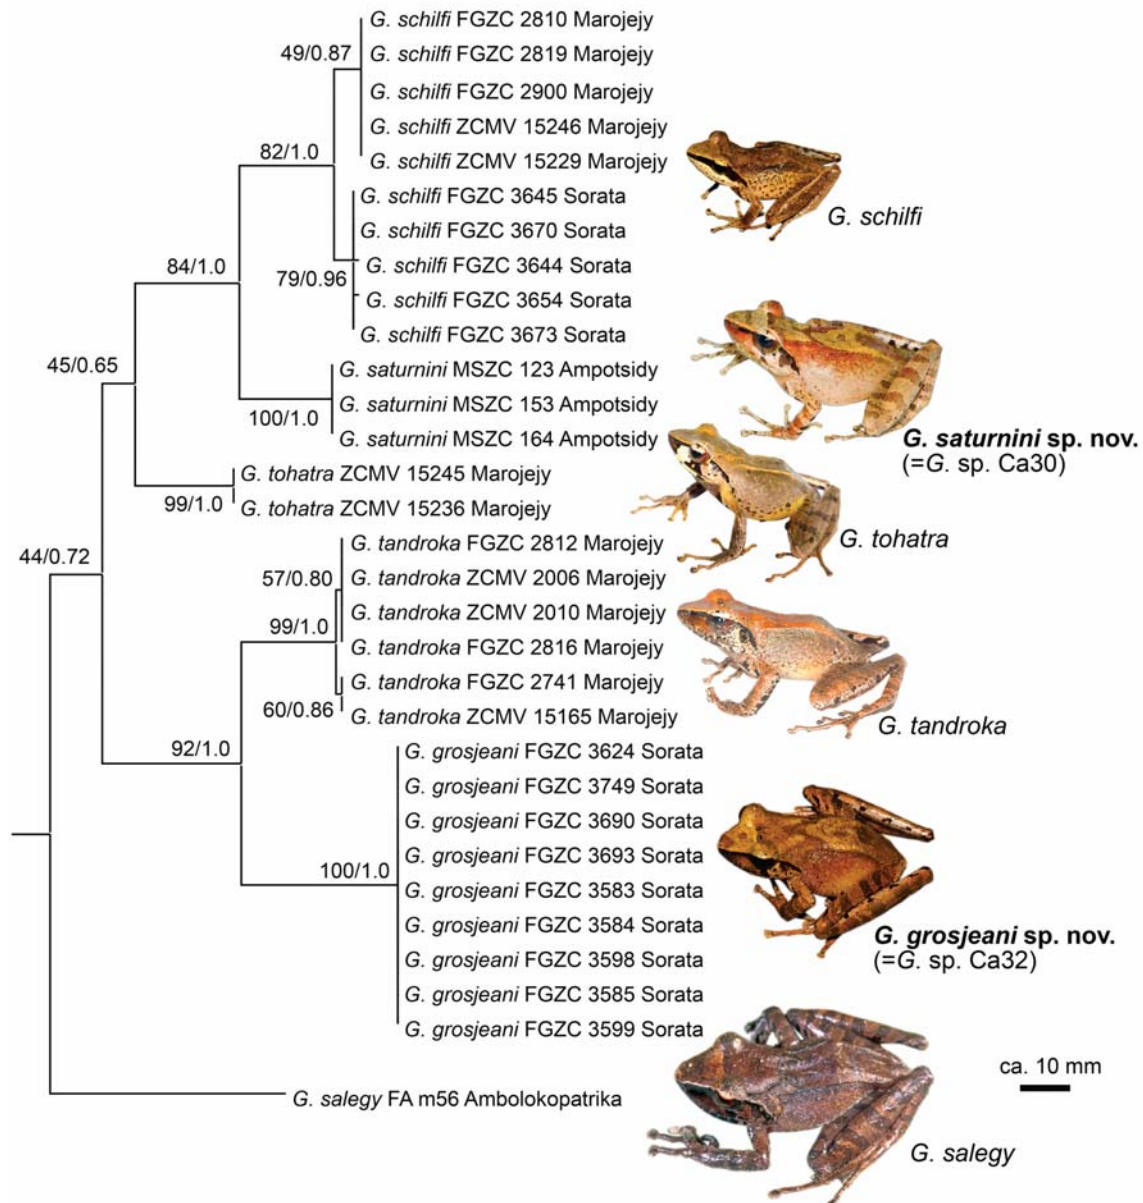 G. schilfi FGZC 2810 Marojejy
49/0.87
G. schilfi FGZC 2819 Marojejy
G. schilfi FGZC 2900 Marojejy
G. schilfi ZCMV 15246 Marojejy
82/1.0
G. schilfi ZCMV 15229 Marojejy
G. schilfi FGZC 3645 Sorata
G. schilfi
G. schilfi FGZC 3670 Sorata
84/1.0
G. schilfi FGZC 3644 Sorata
79/0.96
G. schilfi FGZC 3654 Sorata
G. schilfi FGZC 3673 Sorata
45/0.65
G. saturnini MSZC 123 Ampotsidy
G. saturnini MSZC 153 Ampotsidy
100/1.0
G. saturnini MSZC 164 Ampotsidy
G. saturnini sp. nov.
(=G. sp. Ca30)
G. tohatra ZCMV 15245 Marojejy
99/1.0
G. tohatra ZCMV 15236 Marojejy
G. tohatra
44/0.72
G. tandroka FGZC 2812 Marojejy
57/0.80
G. tandroka ZCMV 2006 Marojejy
G. tandroka ZCMV 2010 Marojejy
99/1.0
G. tandroka FGZC 2816 Marojejy
G. tandroka FGZC 2741 Marojejy
60/0.86
G. tandroka ZCMV 15165 Marojejy
G. tandroka
92/1.0
G. grosjeani FGZC 3624 Sorata
G. grosjeani FGZC 3749 Sorata
G. grosjeani FGZC 3690 Sorata
G. grosjeani FGZC 3693 Sorata
100/1.0
G. grosjeani FGZC 3583 Sorata
G. grosjeani FGZC 3584 Sorata
G. grosjeani sp. nov.
(=G. sp. Ca32)
G. grosjeani FGZC 3598 Sorata
G. grosjeani FGZC 3585 Sorata
G. grosjeani FGZC 3599 Sorata
ca. 10 mm
G. salegy FA m56 Ambolokopatrika
G. salegy